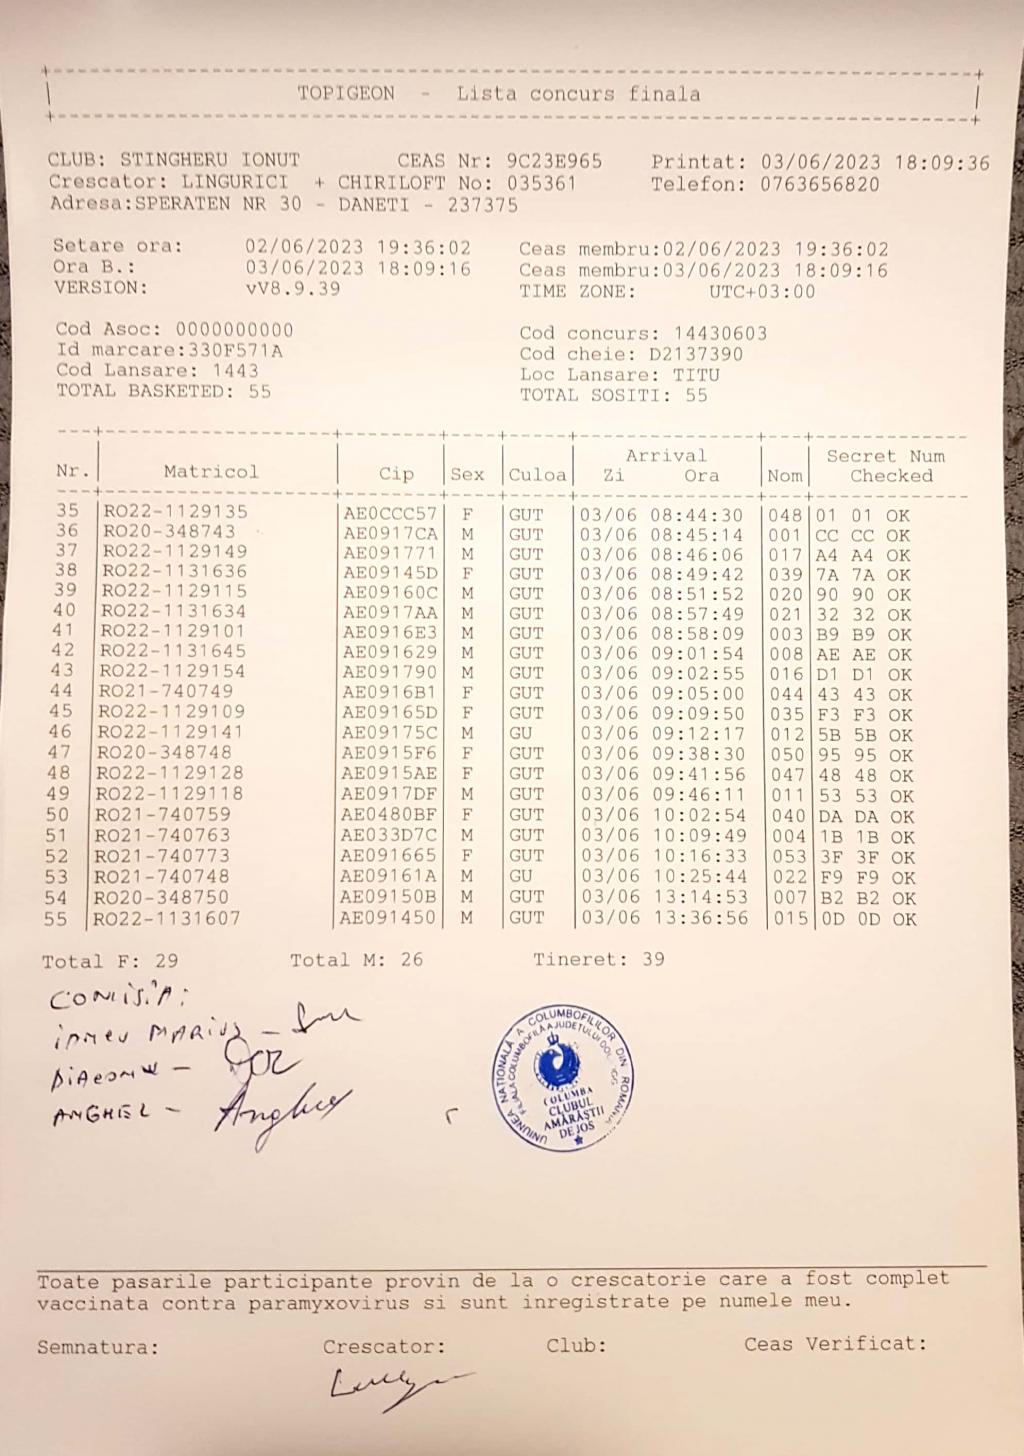 TOPIGEON - Lista concurs finala
CLUB: STINGHERU IONUT CEAS Nr: 9C23E965 Printat: 03/06/2023 18:09:36
Crescator: LINGURICI + CHIRILOFT No: 035361 Telefon: 0763656820
Adresa:SPERATEN NR 30 - DANETI - 237375
Setare ora: 02/06/2023 19:36:02 Ceas membru:02/06/2023 19:36:02
Ora B.: 03/06/2023 18:09:16 Ceas membru:03/06/2023 18:09:16
VERSION: vV8.9.39 TIME ZONE: UTC+03:00
Cod Asoc: 0000000000 Cod concurs: 14430603
Id marcare:330F571A Cod cheie: D2137390
Cod Lansare: 1443 Loc Lansare: TITU
TOTAL BASKETED: 55 TOTAL SOSITI: 55
Arrival Secret Num
Nr. Matricol Cip Sex Culoa Zi Ora Nom Checked
35 RO22-1129135 AE0CCC57 F GUT 03/06 08:44:30 048 01 01 OK
36 RO20-348743 AE0917CA M GUT 03/06 08:45:14 001 CC CC OK
37 RO22-1129149 AE091771 M GUT 03/06 08:46:06 017 A4 A4 OK
38 RO22-1131636 AE09145D F GUT 03/06 08:49:42 039 7A 7A OK
39 RO22-1129115 AE09160C M GUT 03/06 08:51:52 020 90 90 OK
40 RO22-1131634 AE0917AA M GUT 03/06 08:57:49 021 32 32 OK
41 RO22-1129101 AE0916E3 M GUT 03/06 08:58:09 003 B9 B9 OK
42 RO22-1131645 AE091629 M GUT 03/06 09:01:54 008 AE AE OK
43 RO22-1129154 AE091790 M GUT 03/06 09:02:55 016 D1 D1 OK
44 RO21-740749 AE0916B1 F GUT 03/06 09:05:00 044 43 43 OK
45 RO22-1129109 AE09165D F GUT 03/06 09:09:50 035 F3 F3 OK
46 RO22-1129141 AE09175C M GU 03/06 09:12:17 012 5B 5B OK
47 RO20-348748 AE0915F6 F GUT 03/06 09:38:30 050 95 95 OK
48 RO22-1129128 AE0915AE F GUT 03/06 09:41:56 047 48 48 OK
49 RO22-1129118 AE0917DF M GUT 03/06 09:46:11 011 53 53 OK
50 RO21-740759 AE0480BF F GUT 03/06 10:02:54 040 DA DA OK
51 RO21-740763 AE033D7C M GUT 03/06 10:09:49 004 1B 1B OK
52 RO21-740773 AE091665 F GUT 03/06 10:16:33 053 3F 3F OK
53 RO21-740748 AE09161A M GU 03/06 10:25:44 022 F9 F9 OK
54 RO20-348750 AE09150B M GUT 03/06 13:14:53 007 B2 B2 OK
55 RO22-1131607 AE091450 M GUT 03/06 13:36:56 015 0D 0D OK
Total F: 29 Total M: 26 Tineret: 39
COMISIA:
MARIUS -
ANGHEL - Anghel
UNIUNEA NAȚIONALĂ A COLUMBOFILILOR DIN ROMÂNIA
FILIALA COLUMBOFILĂ A JUDEȚULUI DOLJ
COLUMBA
CLUBUL
AMĂRĂȘTII
DE JOS
Toate pasarile participante provin de la o crescatorie care a fost complet
vaccinata contra paramyxovirus si sunt inregistrate pe numele meu.
Semnatura: Crescator: Club: Ceas Verificat: